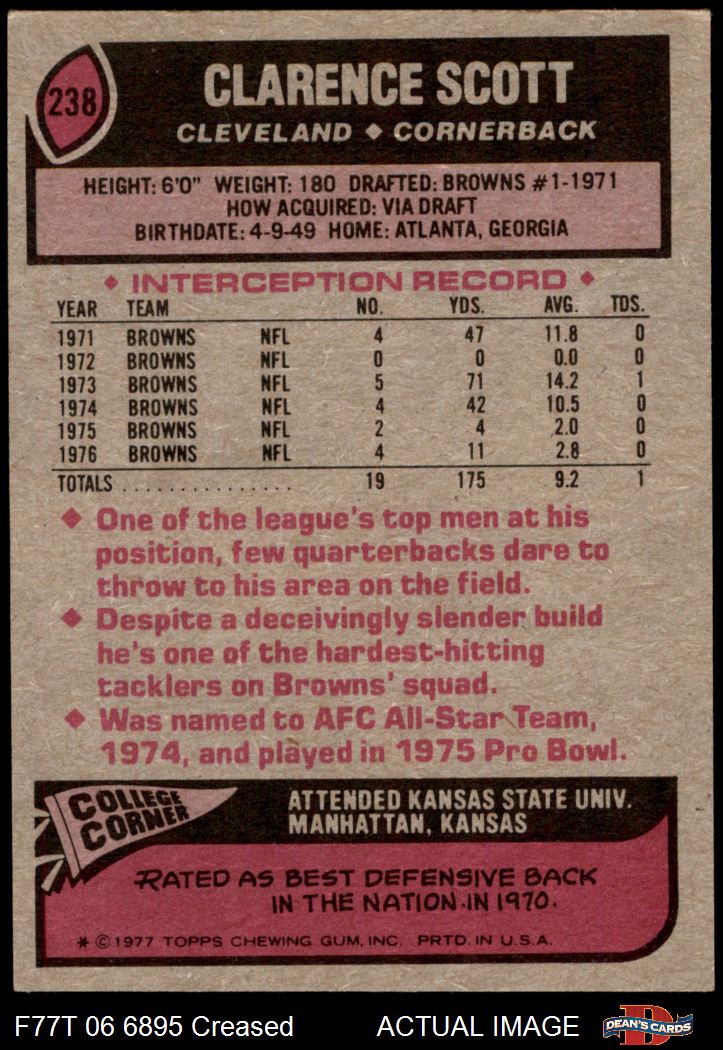 238
CLARENCE SCOTT
CLEVELAND ♦ CORNERBACK
HEIGHT: 6'0" WEIGHT: 180 DRAFTED: BROWNS #1-1971
HOW ACQUIRED: VIA DRAFT
BIRTHDATE: 4-9-49 HOME: ATLANTA, GEORGIA
♦ INTERCEPTION RECORD ♦
YEAR TEAM NO. YDS. AVG. TDS.
1971 BROWNS NFL 4 47 11.8 0
1972 BROWNS NFL 0 0 0.0 0
1973 BROWNS NFL 5 71 14.2 1
1974 BROWNS NFL 4 42 10.5 0
1975 BROWNS NFL 2 4 2.0 0
1976 BROWNS NFL 4 11 2.8 0
TOTALS ................ 19 175 9.2 1
♦ One of the league's top men at his
position, few quarterbacks dare to
throw to his area on the field.
♦ Despite a deceivingly slender build
he's one of the hardest-hitting
tacklers on Browns' squad.
♦ Was named to AFC All-Star Team,
1974, and played in 1975 Pro Bowl.
COLLEGE
CORNER
ATTENDED KANSAS STATE UNIV.
MANHATTAN, KANSAS
RATED AS BEST DEFENSIVE BACK
IN THE NATION IN 1970.
* © 1977 TOPPS CHEWING GUM, INC. PRTD. IN U.S.A.
F77T 06 6895 Creased ACTUAL IMAGE
DEAN'S CARDS